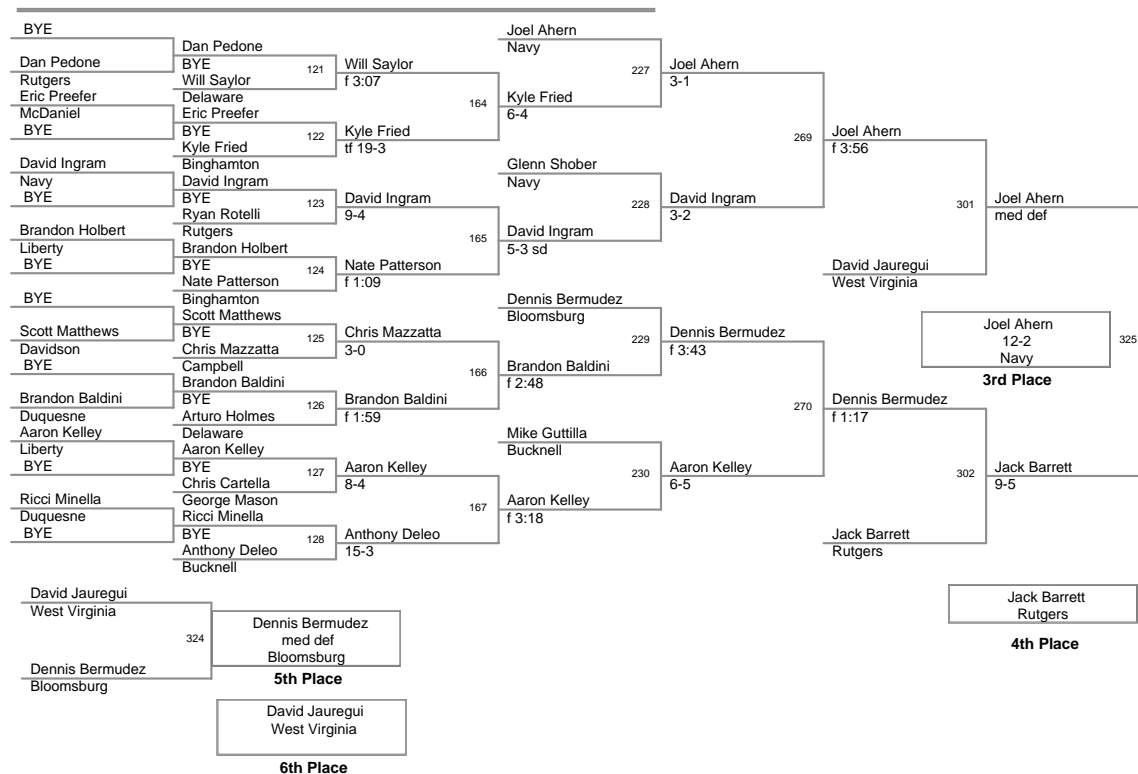 BYE
Dan Pedone
Rutgers
Eric Preefer
McDaniel
BYE
David Ingram
Navy
BYE
Brandon Holbert
Liberty
BYE
BYE
Scott Matthews
Davidson
BYE
Brandon Baldini
Duquesne
Aaron Kelley
Liberty
BYE
Ricci Minella
Duquesne
BYE
Dan Pedone
BYE
121
Will Saylor
Delaware
Eric Preefer
BYE
122
Kyle Fried
Binghamton
David Ingram
BYE
123
Ryan Rotelli
Rutgers
Brandon Holbert
BYE
124
Nate Patterson
Binghamton
Scott Matthews
BYE
125
Chris Mazzatta
Campbell
Brandon Baldini
BYE
126
Arturo Holmes
Delaware
Aaron Kelley
BYE
127
Chris Cartella
George Mason
Ricci Minella
BYE
128
Anthony Deleo
Bucknell
Will Saylor
f 3:07
164
Kyle Fried
tf 19-3
David Ingram
9-4
165
Nate Patterson
f 1:09
Chris Mazzatta
3-0
166
Brandon Baldini
f 1:59
Aaron Kelley
8-4
167
Anthony Deleo
15-3
Joel Ahern
Navy
227
Kyle Fried
6-4
Glenn Shober
Navy
228
David Ingram
5-3 sd
Dennis Bermudez
Bloomsburg
229
Brandon Baldini
f 2:48
Mike Guttilla
Bucknell
230
Aaron Kelley
f 3:18
Joel Ahern
3-1
269
David Ingram
3-2
Dennis Bermudez
f 3:43
270
Aaron Kelley
6-5
Joel Ahern
f 3:56
301
David Jauregui
West Virginia
Dennis Bermudez
f 1:17
302
Jack Barrett
Rutgers
Joel Ahern
med def
Jack Barrett
9-5
Joel Ahern
12-2
Navy
325
3rd Place
Jack Barrett
Rutgers
4th Place
David Jauregui
West Virginia
324
Dennis Bermudez
Bloomsburg
Dennis Bermudez
med def
Bloomsburg
5th Place
David Jauregui
West Virginia
6th Place